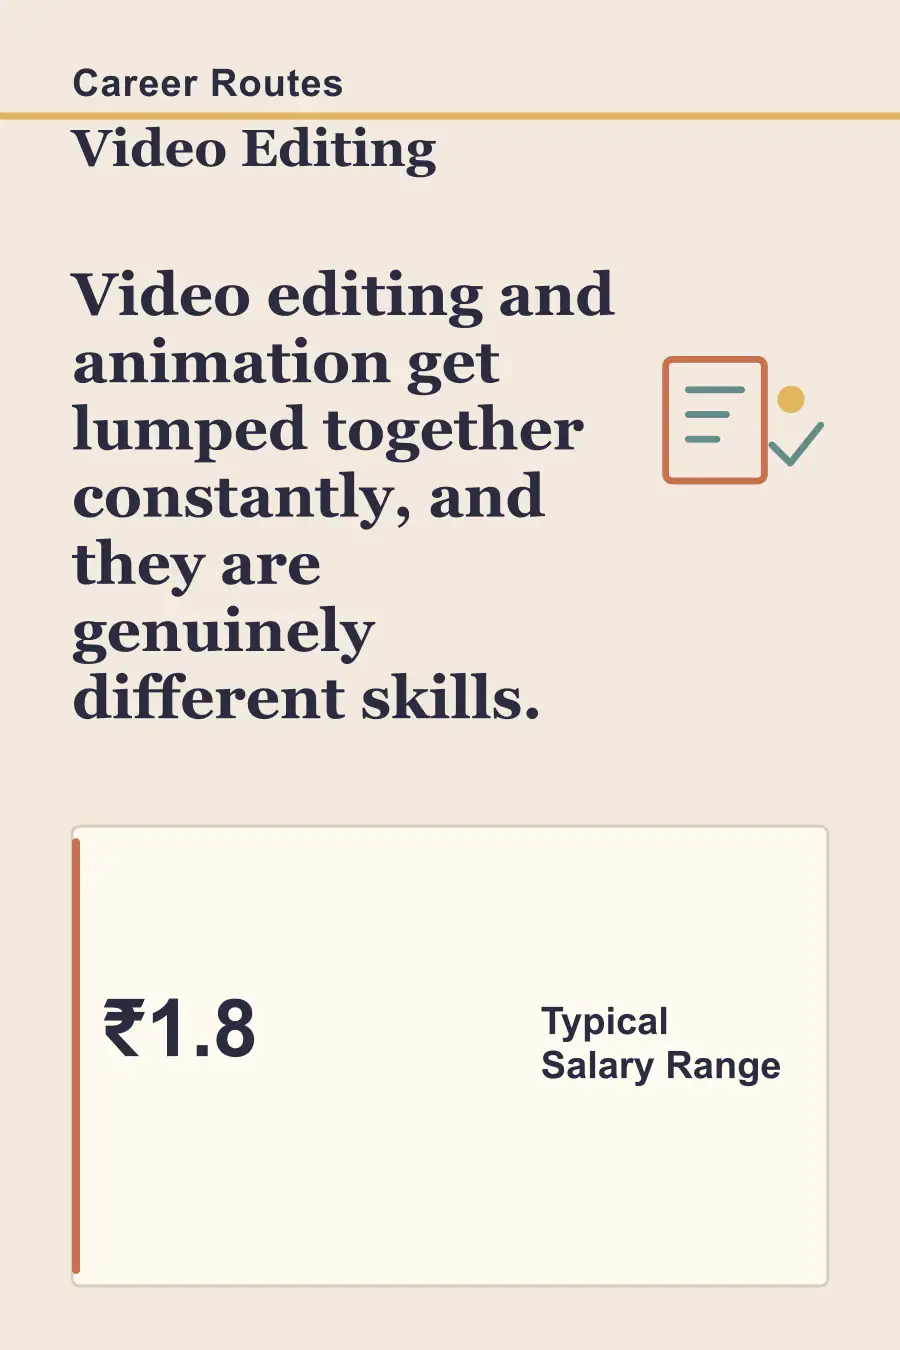 Career Routes
Video Editing
Video editing and
animation get
lumped together
constantly, and
they are
genuinely
different skills.
₹1.8
Typical
Salary Range